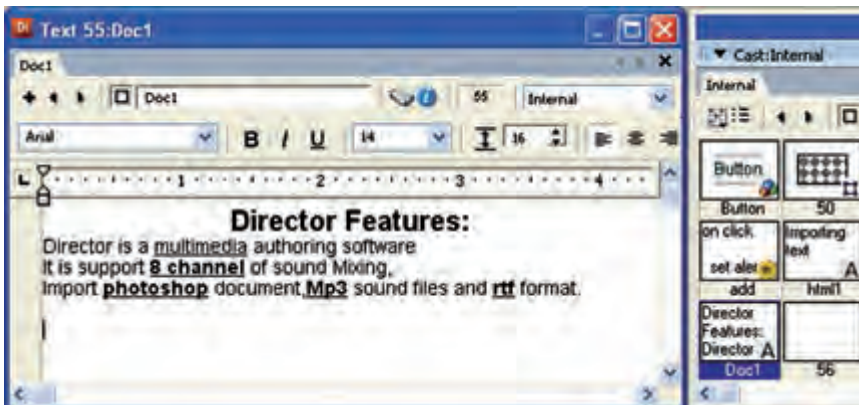 Text 55:Doc1
Doc1
Doc1
55
Internal
Arial
B I U
14
16
1 2 3 4
Director Features:
Director is a multimedia authoring software
It is support 8 channel of sound Mixing,
Import photoshop document,Mp3 sound files and rtf format.
Cast:Internal
Internal
Button
Button
50
on click
set aler
add
Importing
text
A
html1
Director
Features:
Director A
Doc1
56